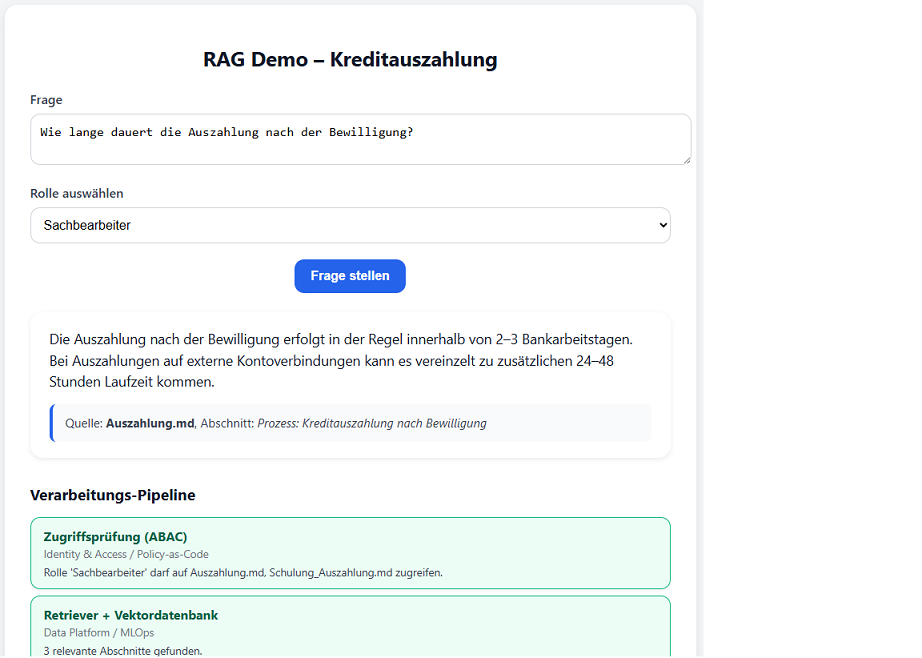 RAG Demo – Kreditauszahlung
Frage
Wie lange dauert die Auszahlung nach der Bewilligung?
Rolle auswählen
Sachbearbeiter
Frage stellen
Die Auszahlung nach der Bewilligung erfolgt in der Regel innerhalb von 2–3 Bankarbeitstagen.
Bei Auszahlungen auf externe Kontoverbindungen kann es vereinzelt zu zusätzlichen 24–48
Stunden Laufzeit kommen.
Quelle: Auszahlung.md, Abschnitt: Prozess: Kreditauszahlung nach Bewilligung
Verarbeitungs-Pipeline
Zugriffsprüfung (ABAC)
Identity & Access / Policy-as-Code
Rolle 'Sachbearbeiter' darf auf Auszahlung.md, Schulung_Auszahlung.md zugreifen.
Retriever + Vektordatenbank
Data Platform / MLOps
3 relevante Abschnitte gefunden.